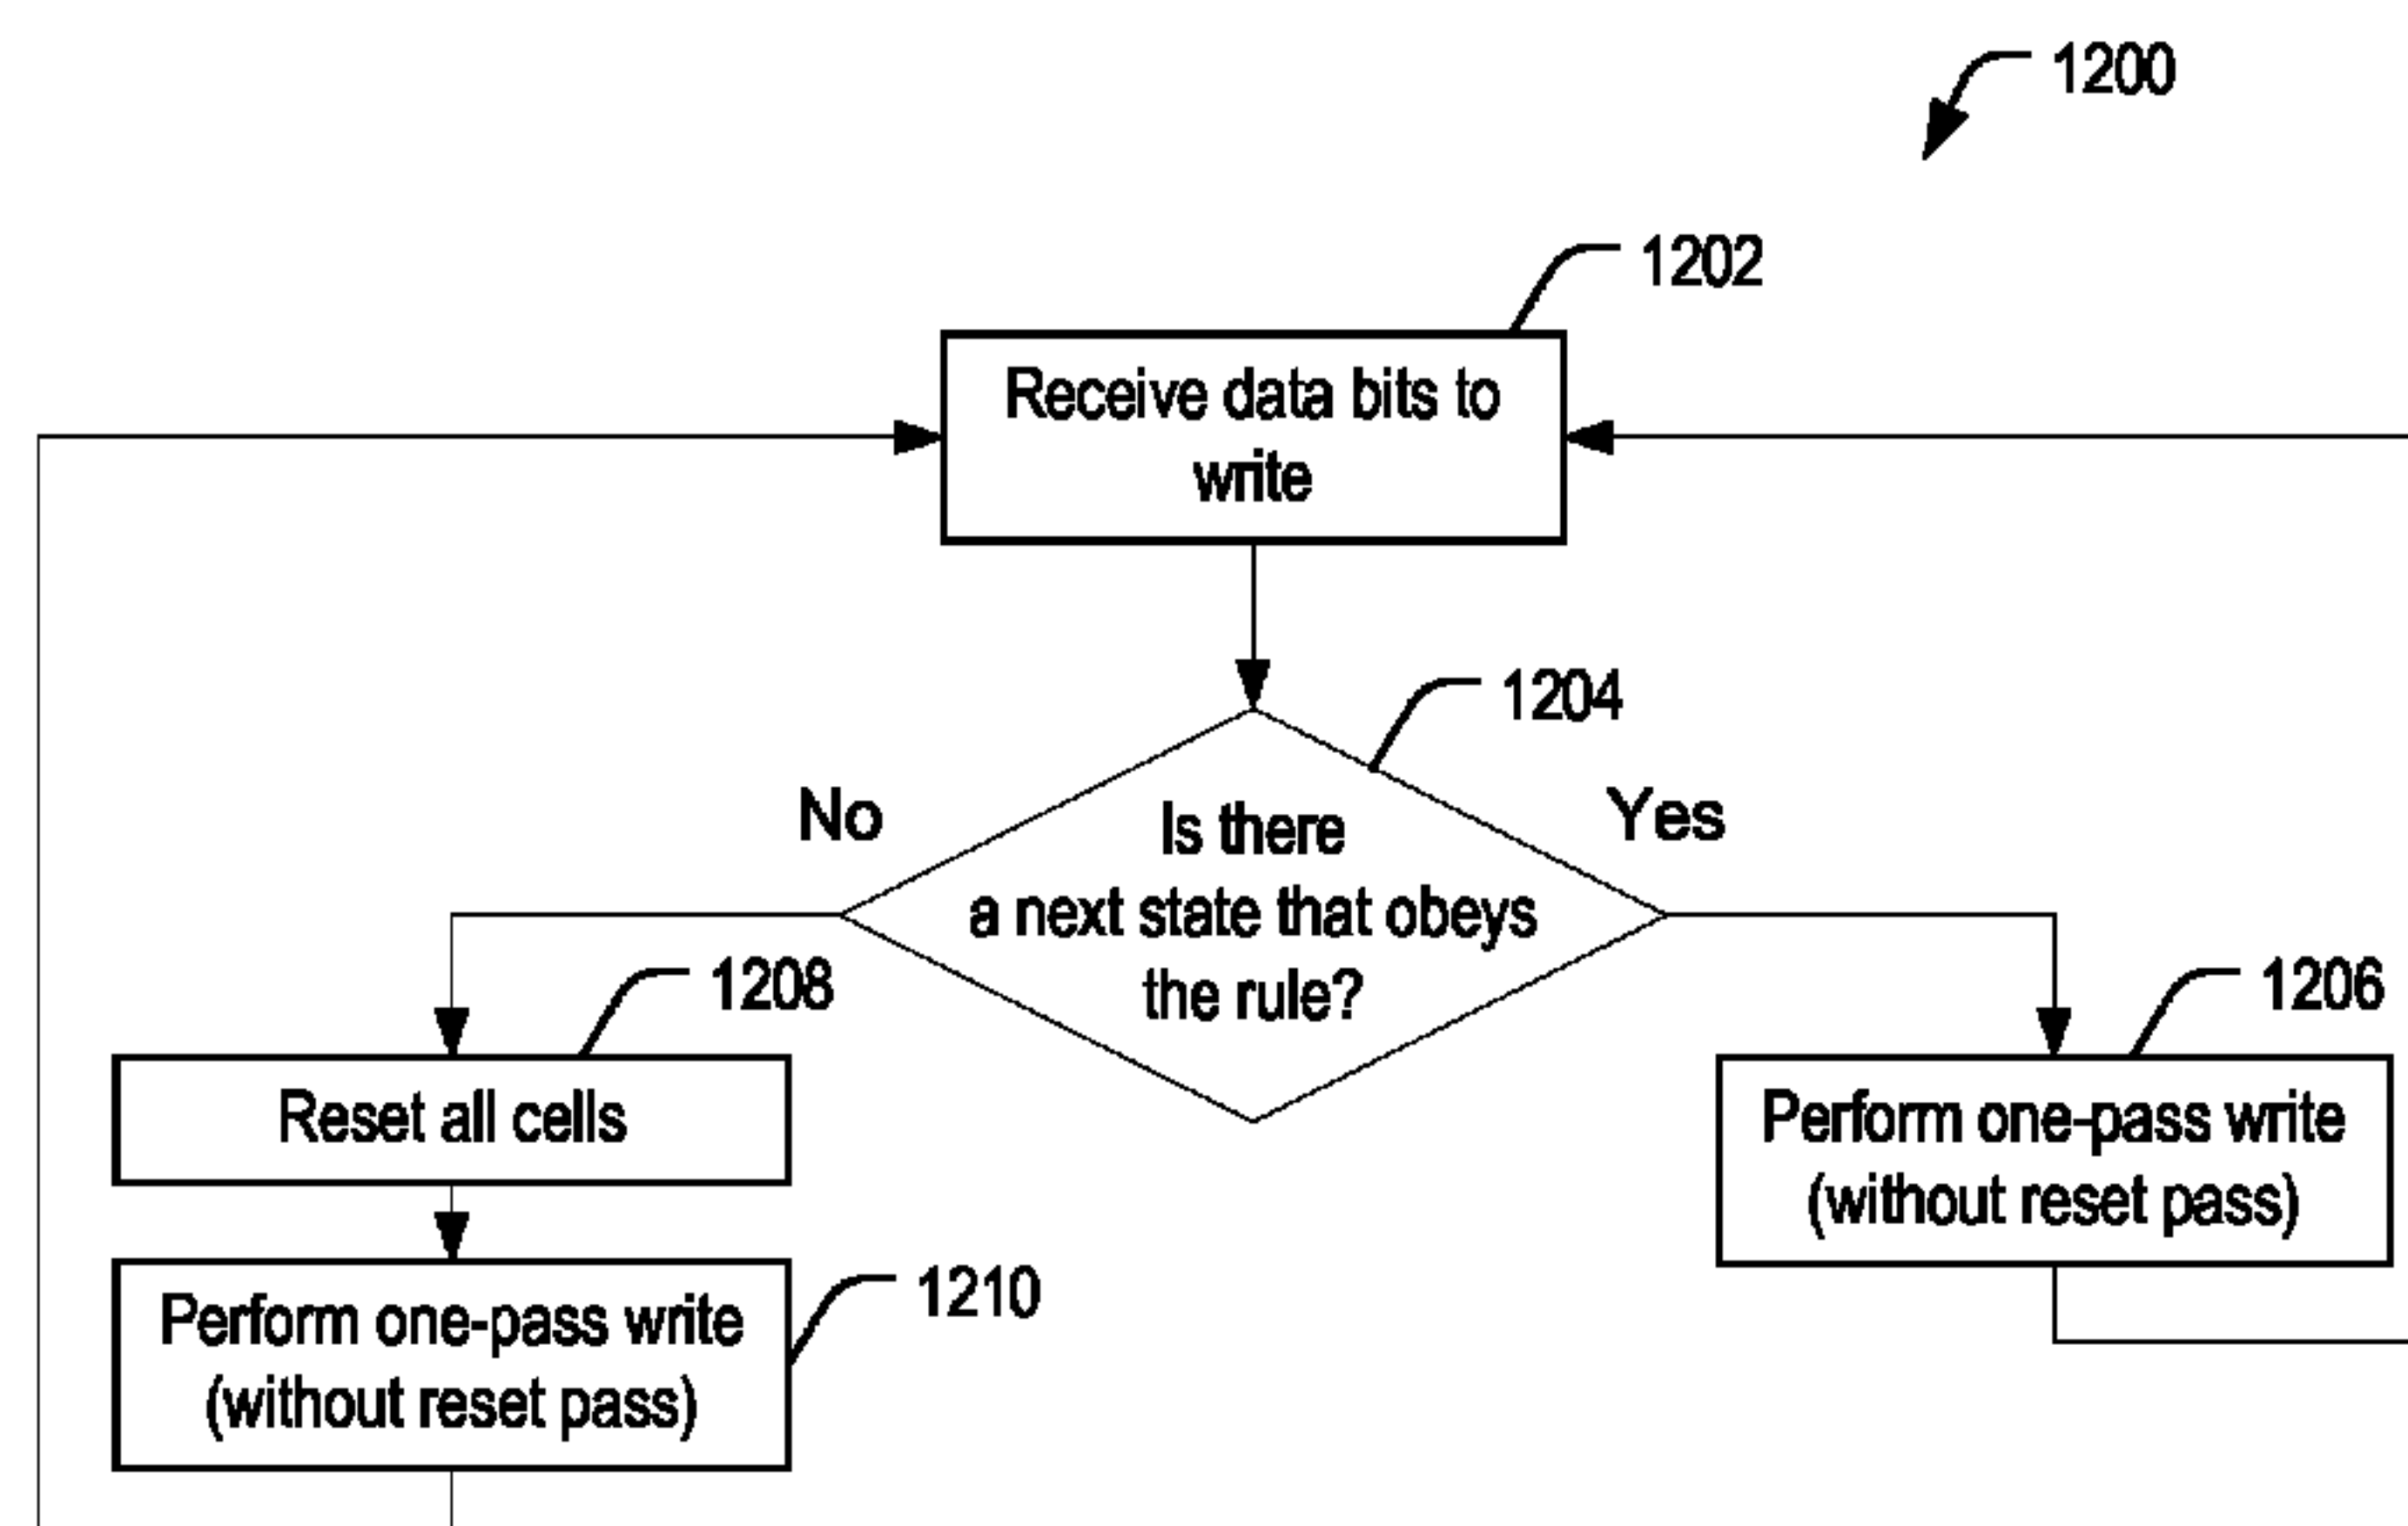 1200
1202
Receive data bits to
write
1204
No
Yes
Is there
a next state that obeys
the rule?
1208
1206
Reset all cells
Perform one-pass write
(without reset pass)
1210
Perform one-pass write
(without reset pass)